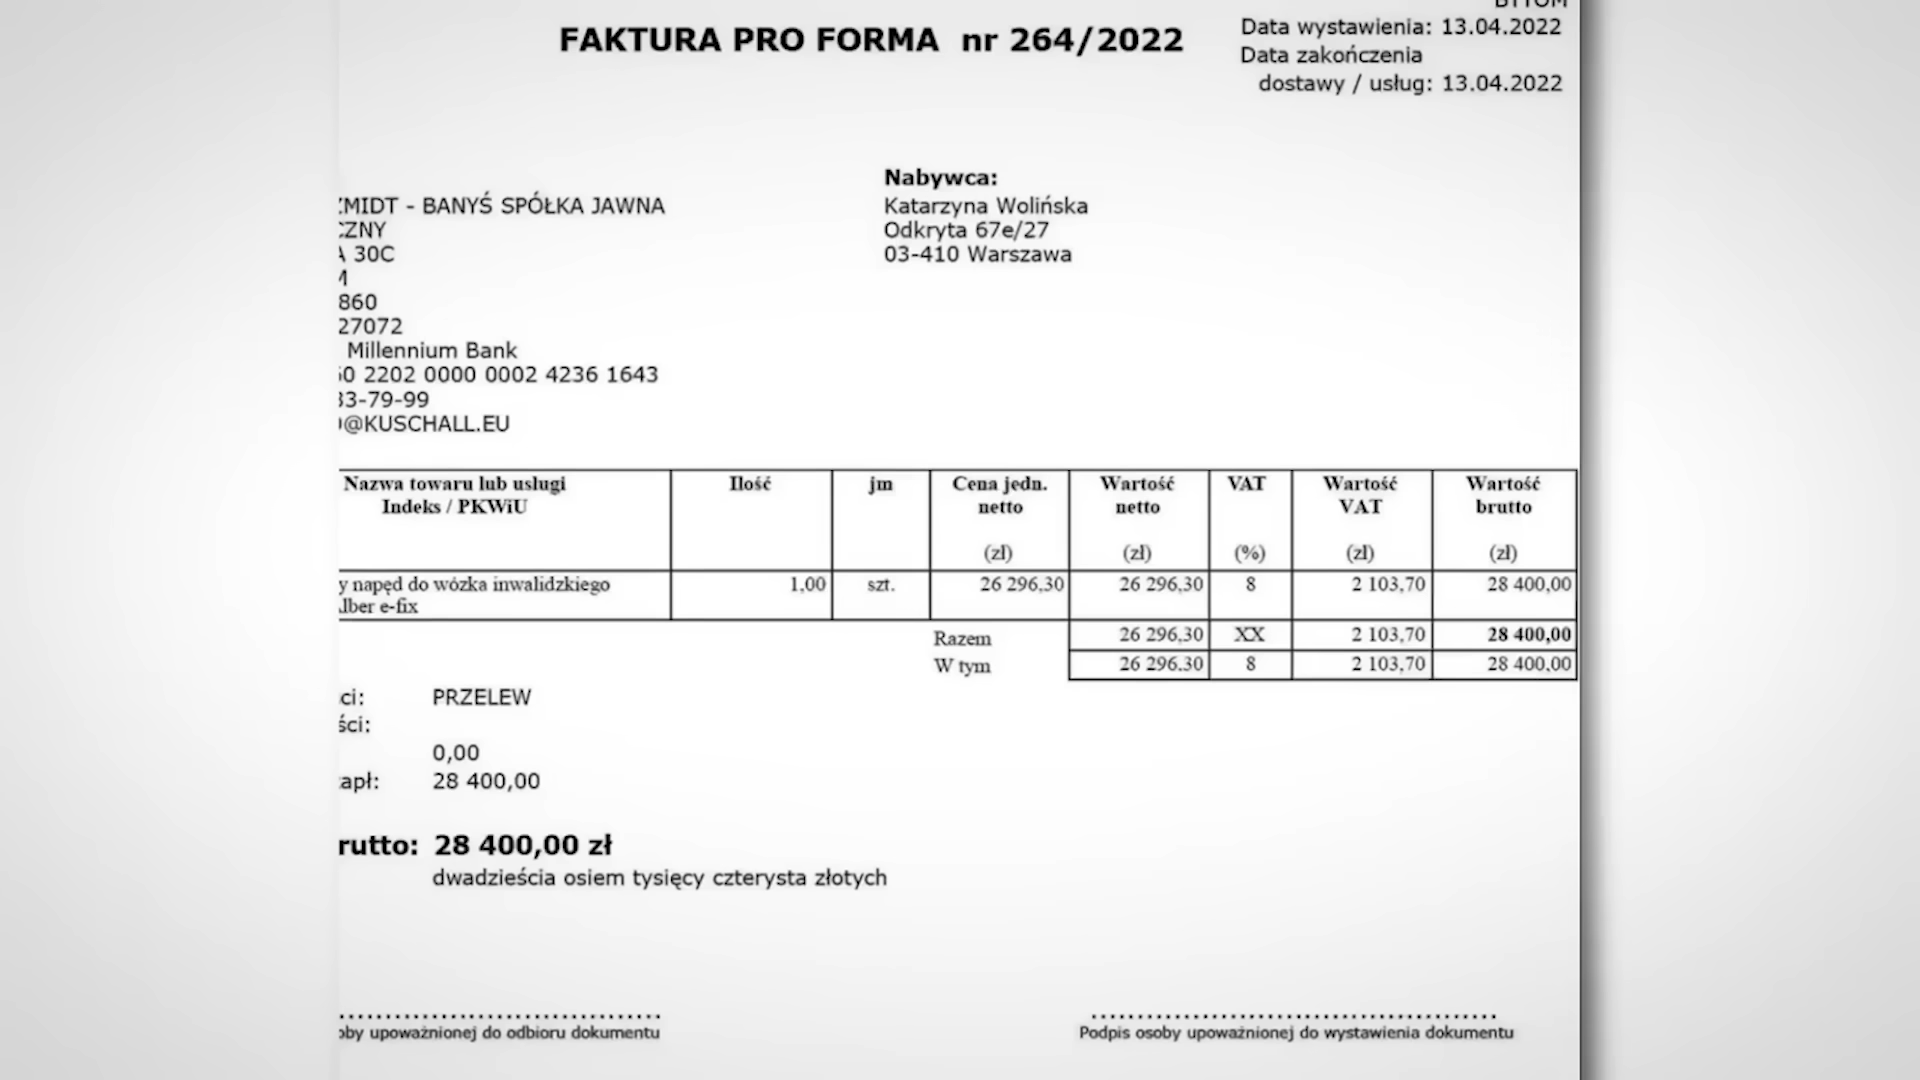 BYTOM
FAKTURA PRO FORMA nr 264/2022
Data wystawienia: 13.04.2022
Data zakończenia
dostawy / usług: 13.04.2022
ZMIDT - BANYŚ SPÓŁKA JAWNA
CZNY
A 30C
M
860
27072
Millennium Bank
60 2202 0000 0002 4236 1643
33-79-99
@KUSCHALL.EU
Nabywca:
Katarzyna Wolińska
Odkryta 67e/27
03-410 Warszawa
Nazwa towaru lub usługi Ilość jm Cena jedn. Wartość VAT Wartość Wartość
Indeks / PKWiU netto netto VAT brutto
(zł) (zł) (%) (zł) (zł)
y napęd do wózka inwalidzkiego 1,00 szt. 26 296,30 26 296,30 8 2 103,70 28 400,00
lber e-fix
Razem 26 296,30 XX 2 103,70 28 400,00
W tym 26 296,30 8 2 103,70 28 400,00
ci: PRZELEW
ści:
0,00
apł: 28 400,00
rutto: 28 400,00 zł
dwadzieścia osiem tysięcy czterysta złotych
oby upoważnionej do odbioru dokumentu
Podpis osoby upoważnionej do wystawienia dokumentu